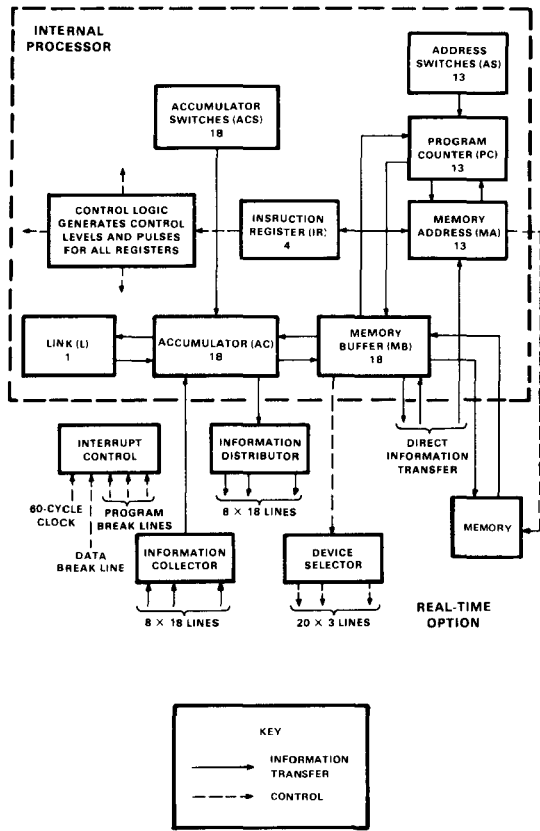 INTERNAL
PROCESSOR
ADDRESS
SWITCHES (AS)
13
ACCUMULATOR
SWITCHES (ACS)
18
PROGRAM
COUNTER (PC)
13
CONTROL LOGIC
GENERATES CONTROL
LEVELS AND PULSES
FOR ALL REGISTERS
INSRUCTION
REGISTER (IR)
4
MEMORY
ADDRESS (MA)
13
LINK (L)
1
ACCUMULATOR (AC)
18
MEMORY
BUFFER (MB)
18
INTERRUPT
CONTROL
INFORMATION
DISTRIBUTOR
DIRECT
INFORMATION
TRANSFER
60-CYCLE
CLOCK
PROGRAM
BREAK LINES
8 × 18 LINES
DATA
BREAK LINE
MEMORY
INFORMATION
COLLECTOR
DEVICE
SELECTOR
8 × 18 LINES
20 × 3 LINES
REAL-TIME
OPTION
KEY
INFORMATION
TRANSFER
CONTROL